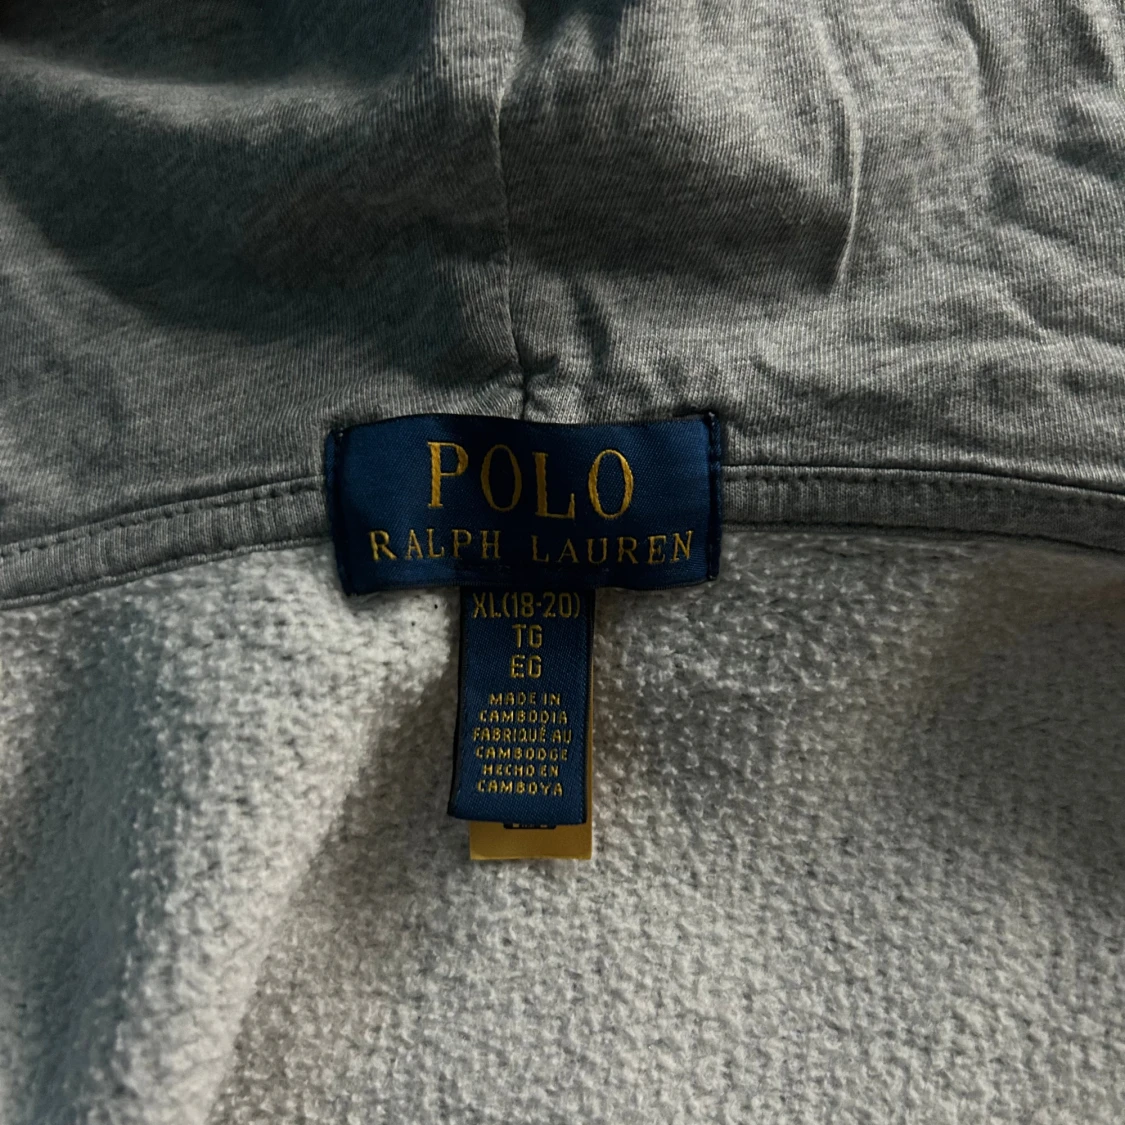 POLO
RALPH LAUREN
XL(18-20)
TG
EG
MADE IN
CAMBODIA
FABRIQUÉ AU
CAMBODGE
HECHO EN
CAMBOYA